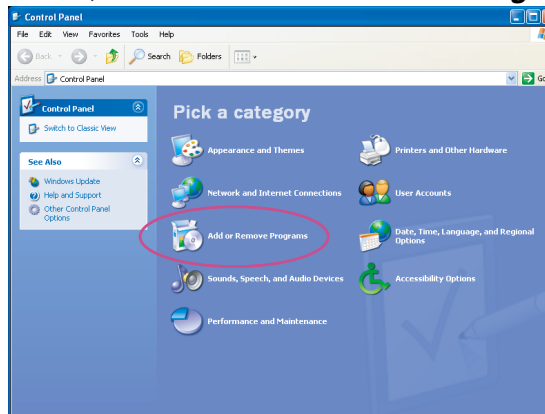 Control Panel
File Edit View Favorites Tools Help
Back Search Folders
Address Control Panel Go
Control Panel
Switch to Classic View
See Also
Windows Update
Help and Support
Other Control Panel
Options
Pick a category
Appearance and Themes
Printers and Other Hardware
Network and Internet Connections
User Accounts
Add or Remove Programs
Date, Time, Language, and Regional
Options
Sounds, Speech, and Audio Devices
Accessibility Options
Performance and Maintenance